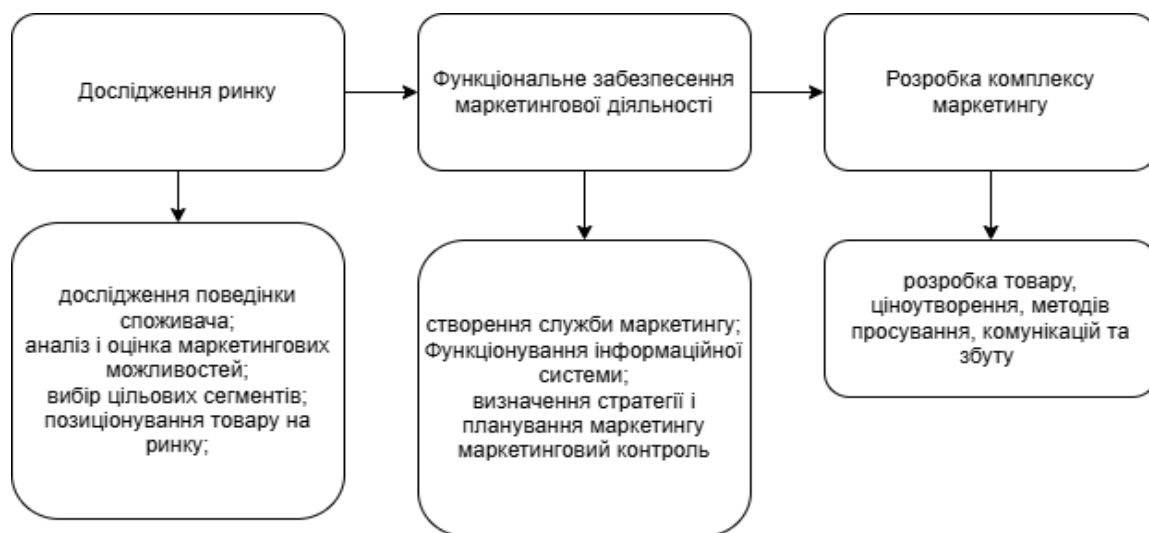 Дослідження ринку
Функціональне забезпесення
маркетингової діяльності
Розробка комплексу
маркетингу
дослідження поведінки
споживача;
аналіз і оцінка маркетингових
можливостей;
вибір цільових сегментів;
позиціонування товару на
ринку;
створення служби маркетингу;
Функціонування інформаційної
системи;
визначення стратегії і
планування маркетингу
маркетинговий контроль
розробка товару,
ціноутворення, методів
просування, комунікацій та
збуту